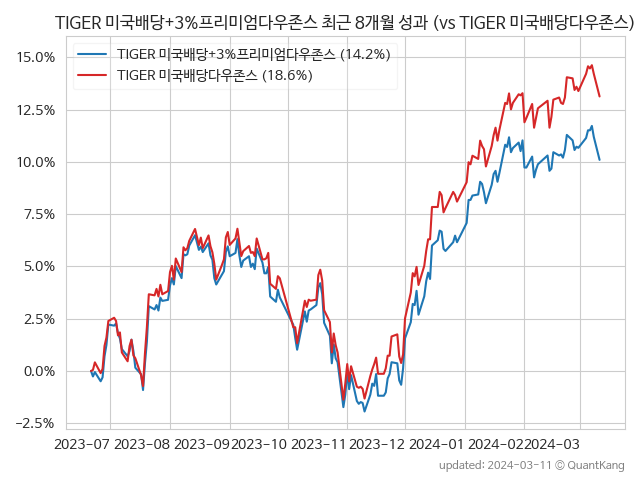 TIGER 미국배당+3%프리미엄다우존스 최근 8개월 성과 (vs TIGER 미국배당다우존스)
TIGER 미국배당+3%프리미엄다우존스 (14.2%)
TIGER 미국배당다우존스 (18.6%)
15.0%
12.5%
10.0%
7.5%
5.0%
2.5%
0.0%
−2.5%
2023-07 2023-08 2023-09 2023-10 2023-11 2023-12 2024-01 2024-02 2024-03
updated: 2024-03-11 © QuantKang